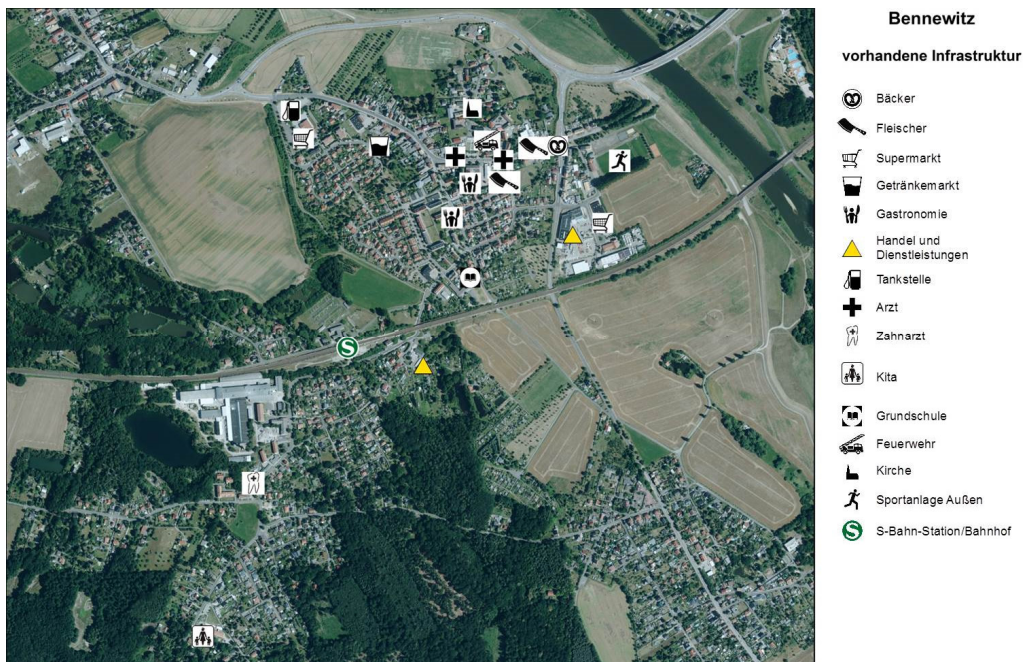 Bennewitz
vorhandene Infrastruktur
Bäcker
Fleischer
Supermarkt
Getränkemarkt
Gastronomie
Handel und
Dienstleistungen
Tankstelle
Arzt
Zahnarzt
Kita
Grundschule
Feuerwehr
Kirche
Sportanlage Außen
S S-Bahn-Station/Bahnhof
S